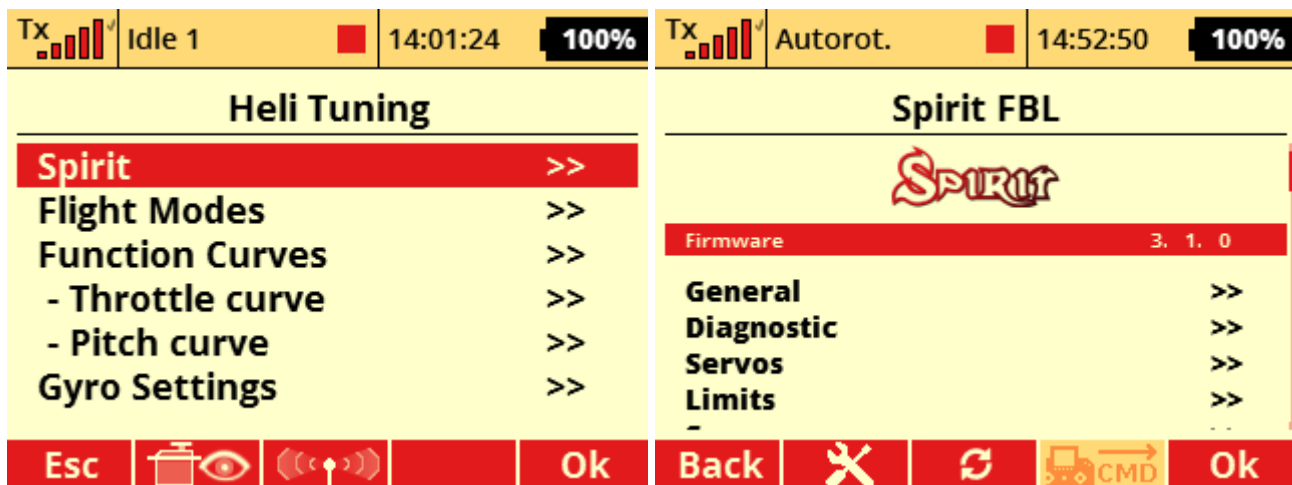 Tx Idle 1 14:01:24 100%
Heli Tuning
Spirit >>
Flight Modes >>
Function Curves >>
- Throttle curve >>
- Pitch curve >>
Gyro Settings >>
Esc Ok
Tx Autorot. 14:52:50 100%
Spirit FBL
SPIRIT
Firmware 3. 1. 0
General >>
Diagnostic >>
Servos >>
Limits >>
Back CMD Ok